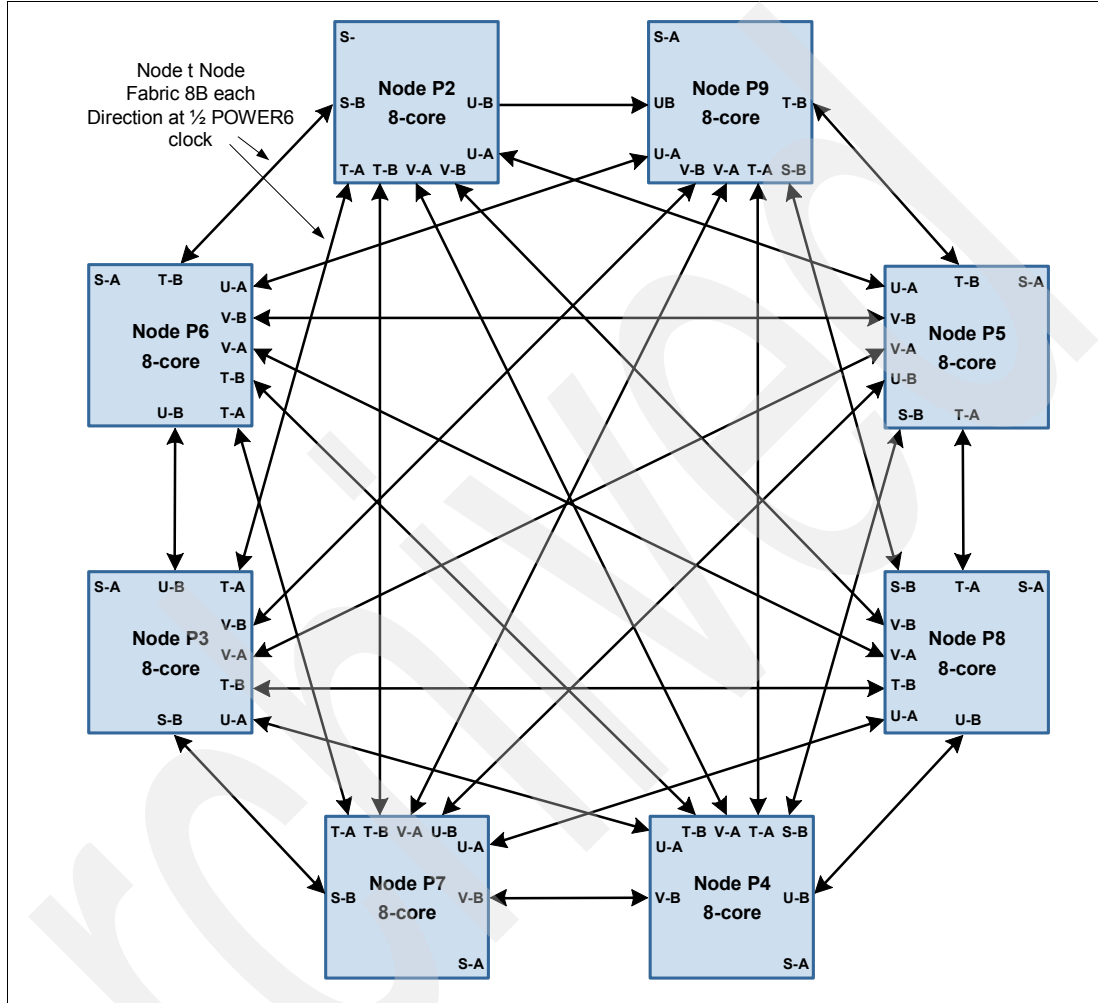 Node t Node
Fabric 8B each
Direction at ½ POWER6
clock
S-
Node P2
8-core
S-B
U-B
U-A
T-A T-B V-A V-B
S-A
Node P9
8-core
UB
T-B
U-A
V-B V-A T-A S-B
S-A
T-B
U-A
V-B
Node P6
8-core
V-A
T-B
U-B
T-A
U-A
T-B
S-A
V-B
Node P5
8-core
V-A
U-B
S-B
T-A
S-A
U-B
T-A
V-B
Node P3
8-core
V-A
T-B
S-B
U-A
S-B
T-A
S-A
V-B
Node P8
8-core
V-A
T-B
U-A
U-B
T-A T-B V-A U-B
U-A
Node P7
8-core
S-B
V-B
S-A
T-B V-A T-A S-B
U-A
Node P4
8-core
V-B
U-B
S-A